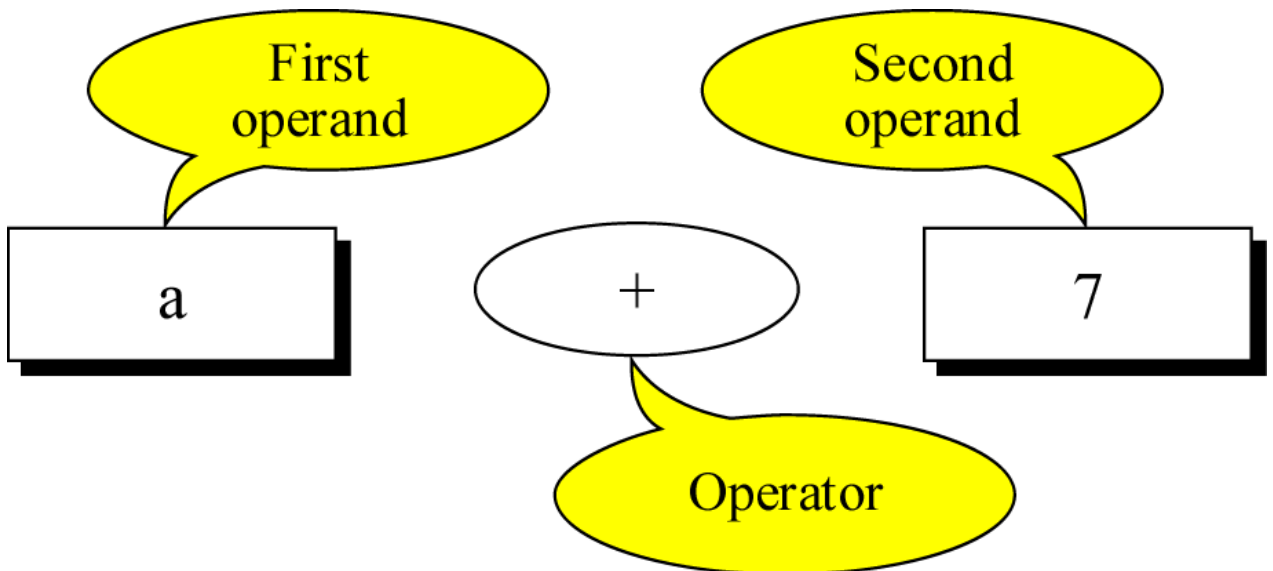 First
operand
Second
operand
a
+
7
Operator